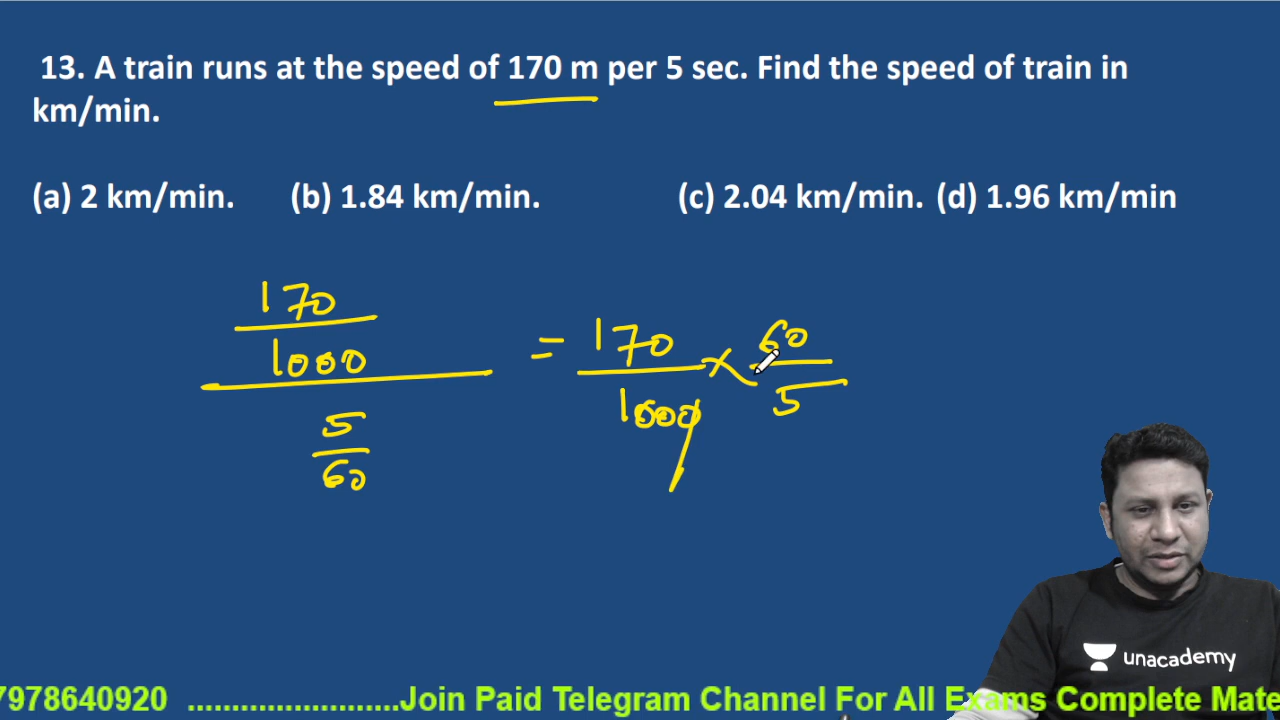 13. A train runs at the speed of 170 m per 5 sec. Find the speed of train in
km/min.
(a) 2 km/min. (b) 1.84 km/min. (c) 2.04 km/min. (d) 1.96 km/min
170
1000
5
60
= 170 × 60
1000 5
unacademy
7978640920 ........................Join Paid Telegram Channel For All Exams Complete Mate